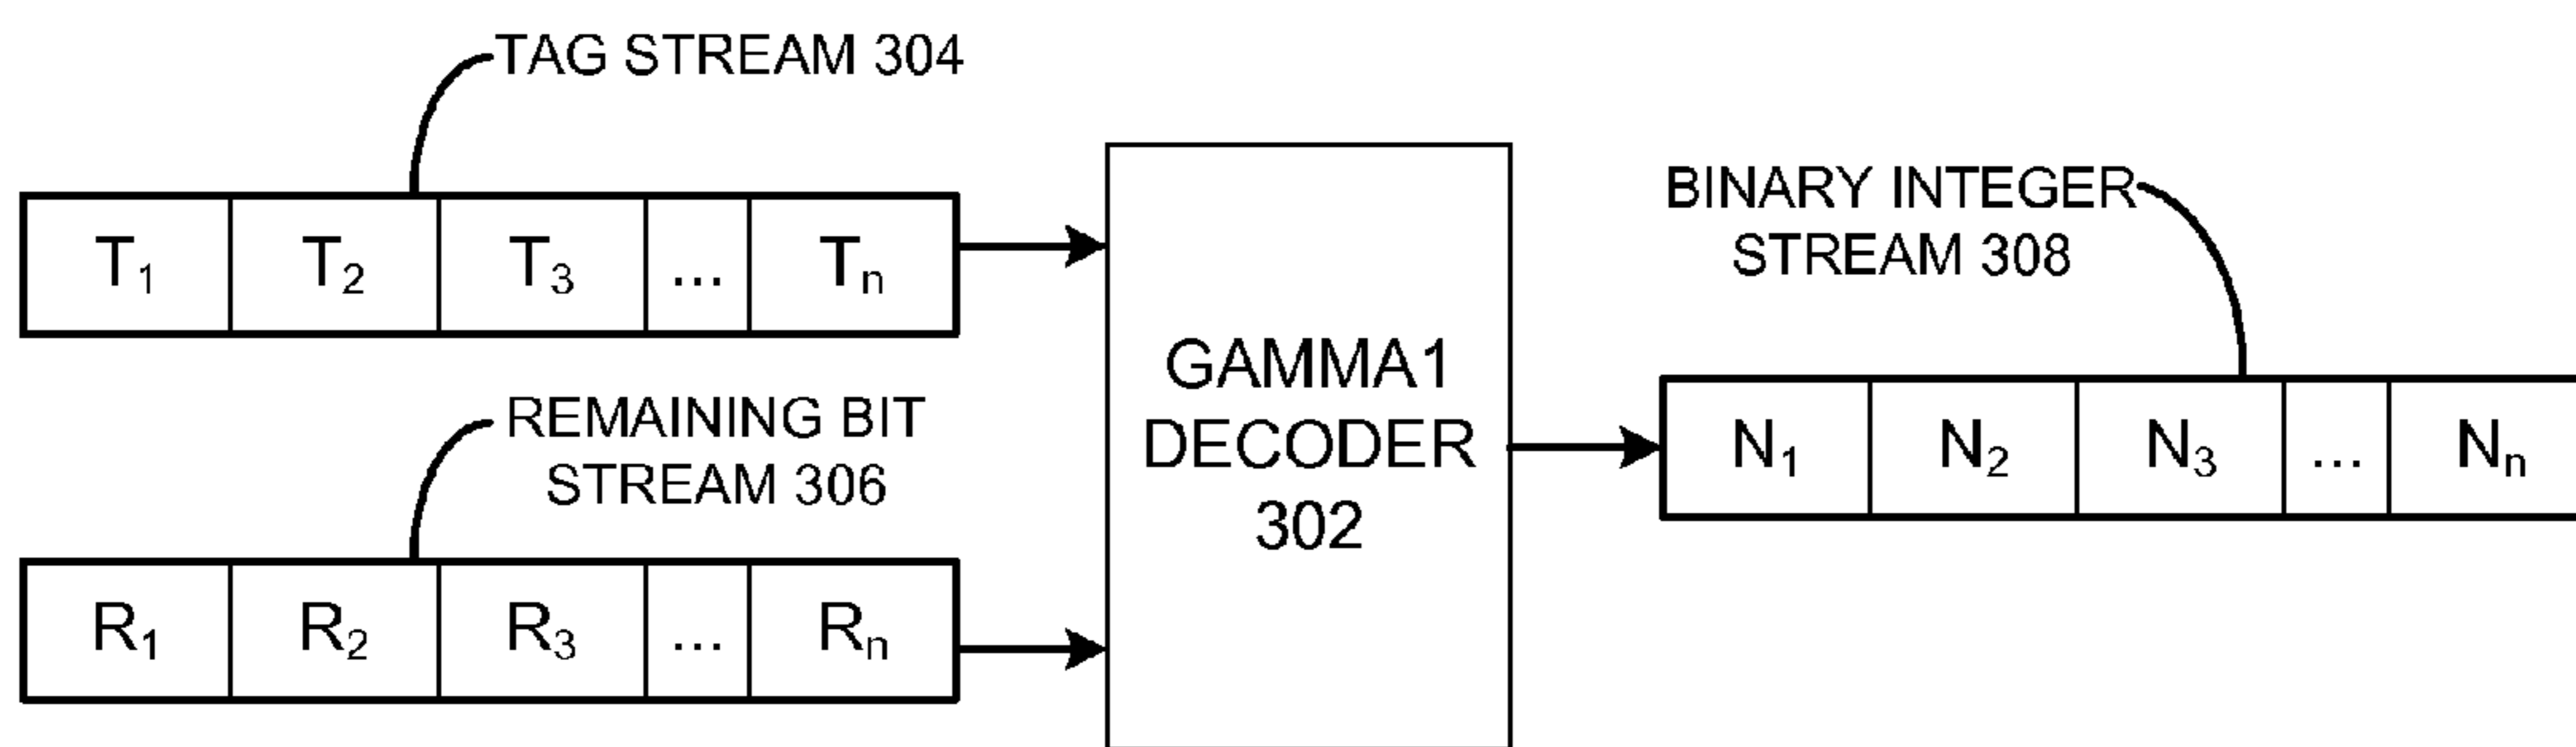 TAG STREAM 304
T₁ T₂ T₃ ... Tₙ
REMAINING BIT
STREAM 306
R₁ R₂ R₃ ... Rₙ
GAMMA1
DECODER
302
BINARY INTEGER
STREAM 308
N₁ N₂ N₃ ... Nₙ